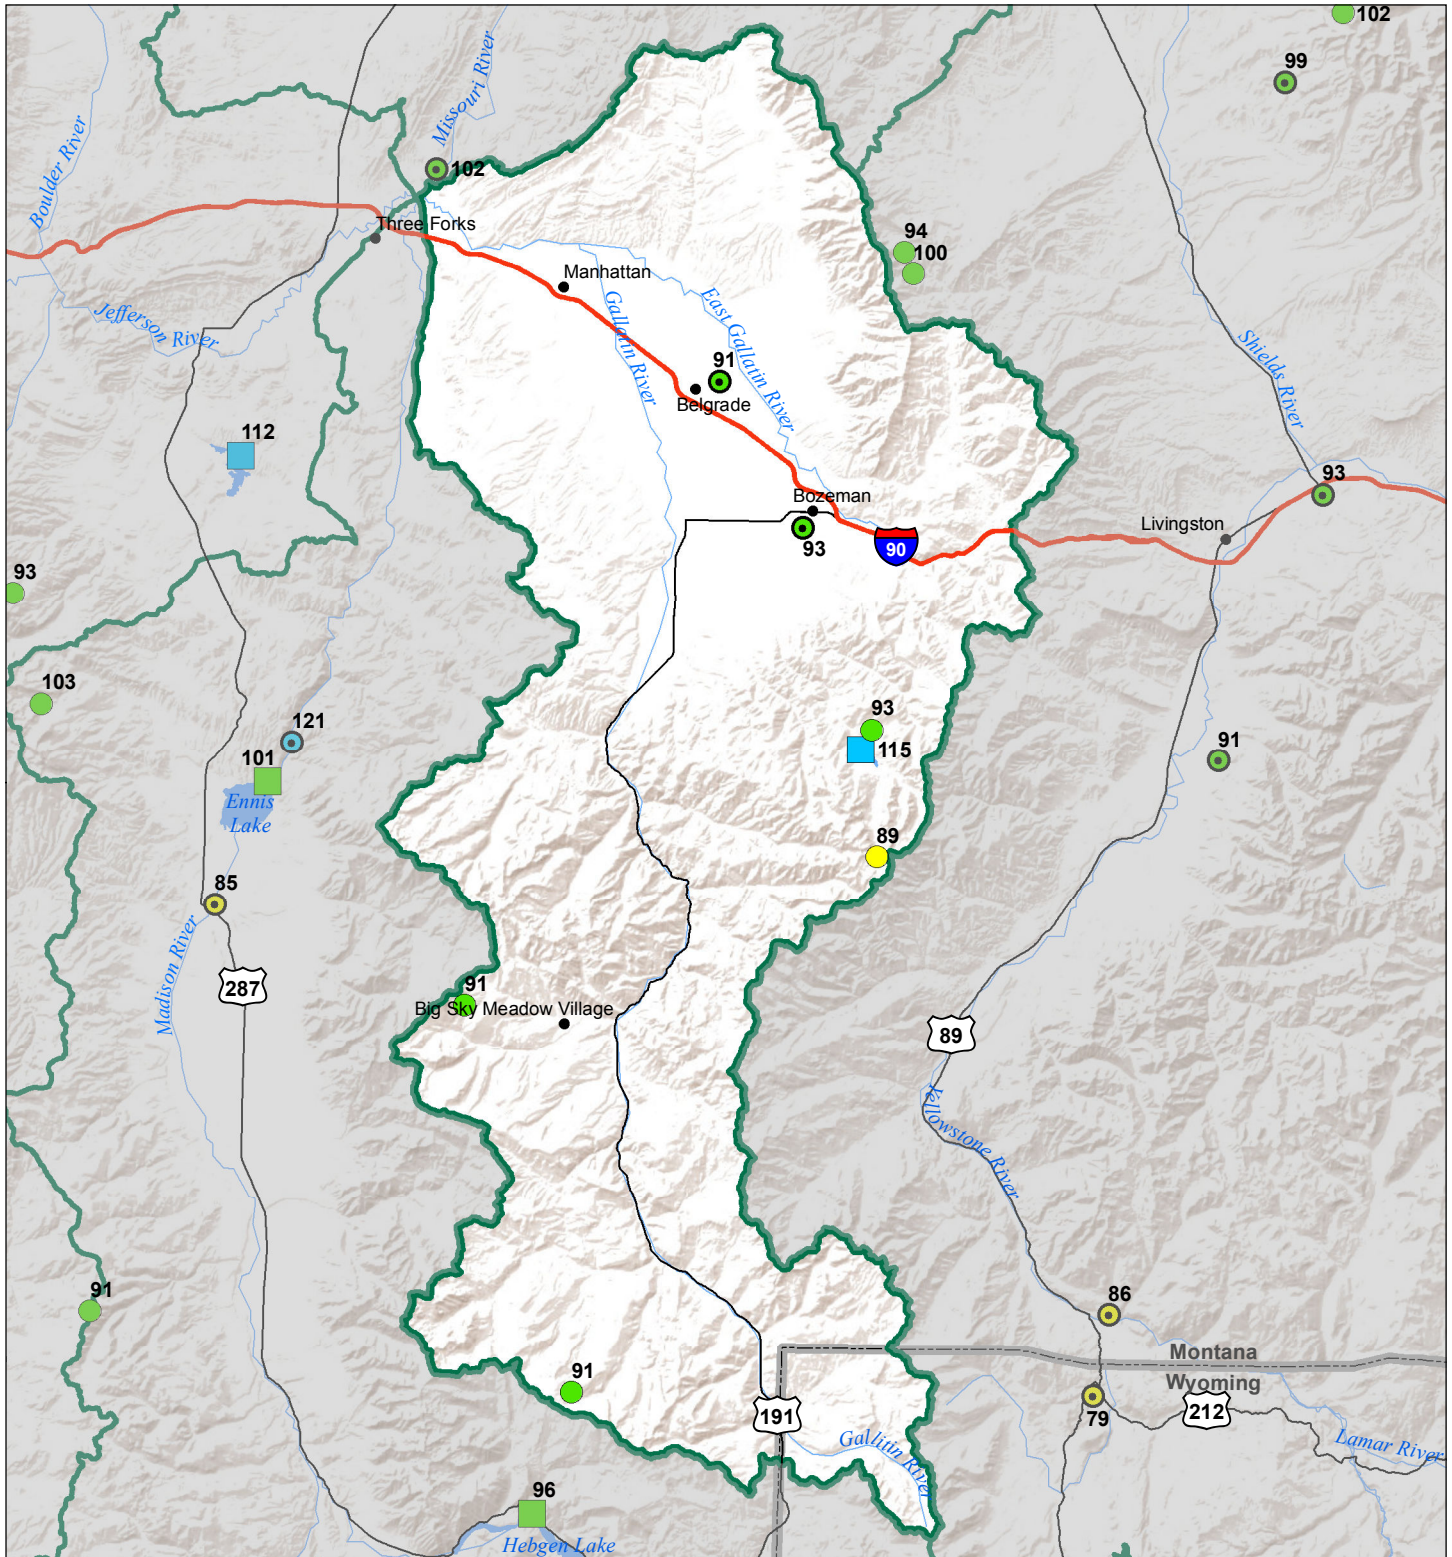 102
99
Missouri River
Boulder River
102
Three Forks
94
100
Manhattan
Gallatin River
East Gallatin River
Jefferson River
Shields River
91
Belgrade
112
93
Bozeman
93
90
Livingston
93
103
121
101
Ennis
Lake
93
115
91
89
85
Madison River
287
91
Big Sky Meadow Village
89
Yellowstone River
91
86
Montana
Wyoming
79
212
91
191
Gallitin River
Lamar River
96
Hebgen Lake